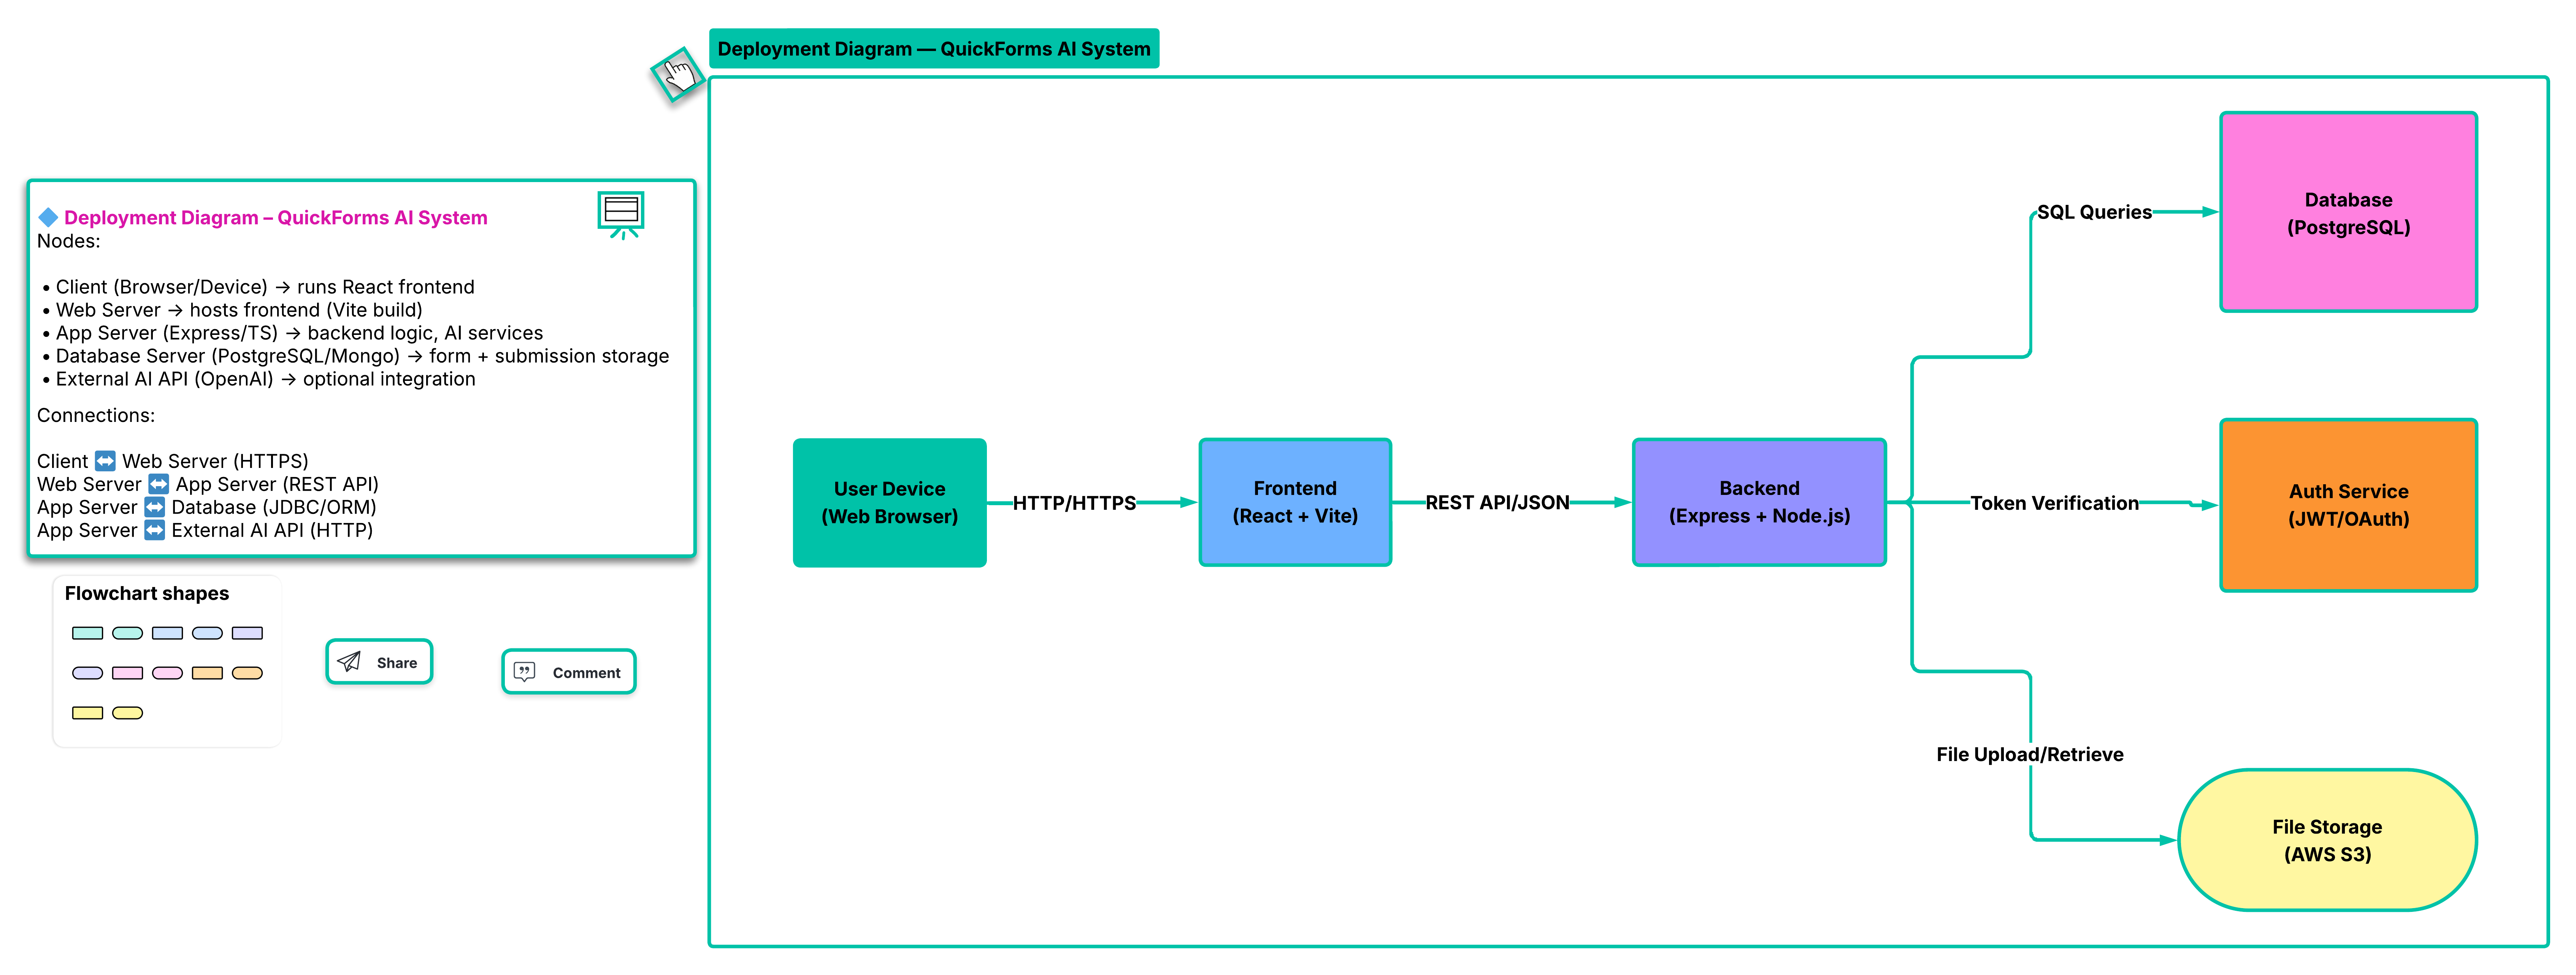 Deployment Diagram — QuickForms AI System
🔷 Deployment Diagram – QuickForms AI System
Nodes:
• Client (Browser/Device) → runs React frontend
• Web Server → hosts frontend (Vite build)
• App Server (Express/TS) → backend logic, AI services
• Database Server (PostgreSQL/Mongo) → form + submission storage
• External AI API (OpenAI) → optional integration
Connections:
Client ↔️ Web Server (HTTPS)
Web Server ↔️ App Server (REST API)
App Server ↔️ Database (JDBC/ORM)
App Server ↔️ External AI API (HTTP)
Flowchart shapes
Share
Comment
User Device
(Web Browser)
HTTP/HTTPS
Frontend
(React + Vite)
REST API/JSON
Backend
(Express + Node.js)
SQL Queries
Database
(PostgreSQL)
Token Verification
Auth Service
(JWT/OAuth)
File Upload/Retrieve
File Storage
(AWS S3)